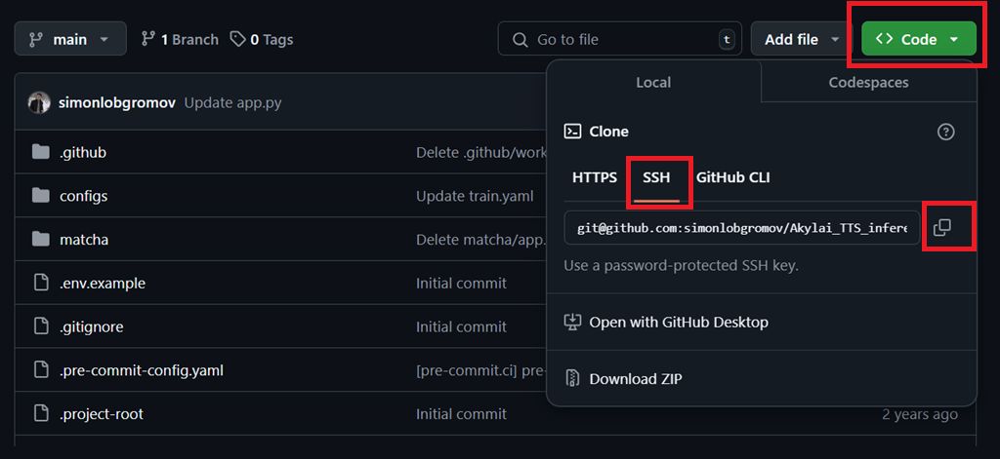 main 1 Branch 0 Tags Go to file t Add file Code
Local Codespaces
simonlobgromov Update app.py
Clone
.github Delete .github/work
HTTPS SSH GitHub CLI
configs Update train.yaml
git@github.com:simonlobgromov/Akylai_TTS_infere
matcha Delete matcha/app.
Use a password-protected SSH key.
.env.example Initial commit
.gitignore Initial commit
Open with GitHub Desktop
.pre-commit-config.yaml [pre-commit.ci] pre-
Download ZIP
.project-root Initial commit 2 years ago